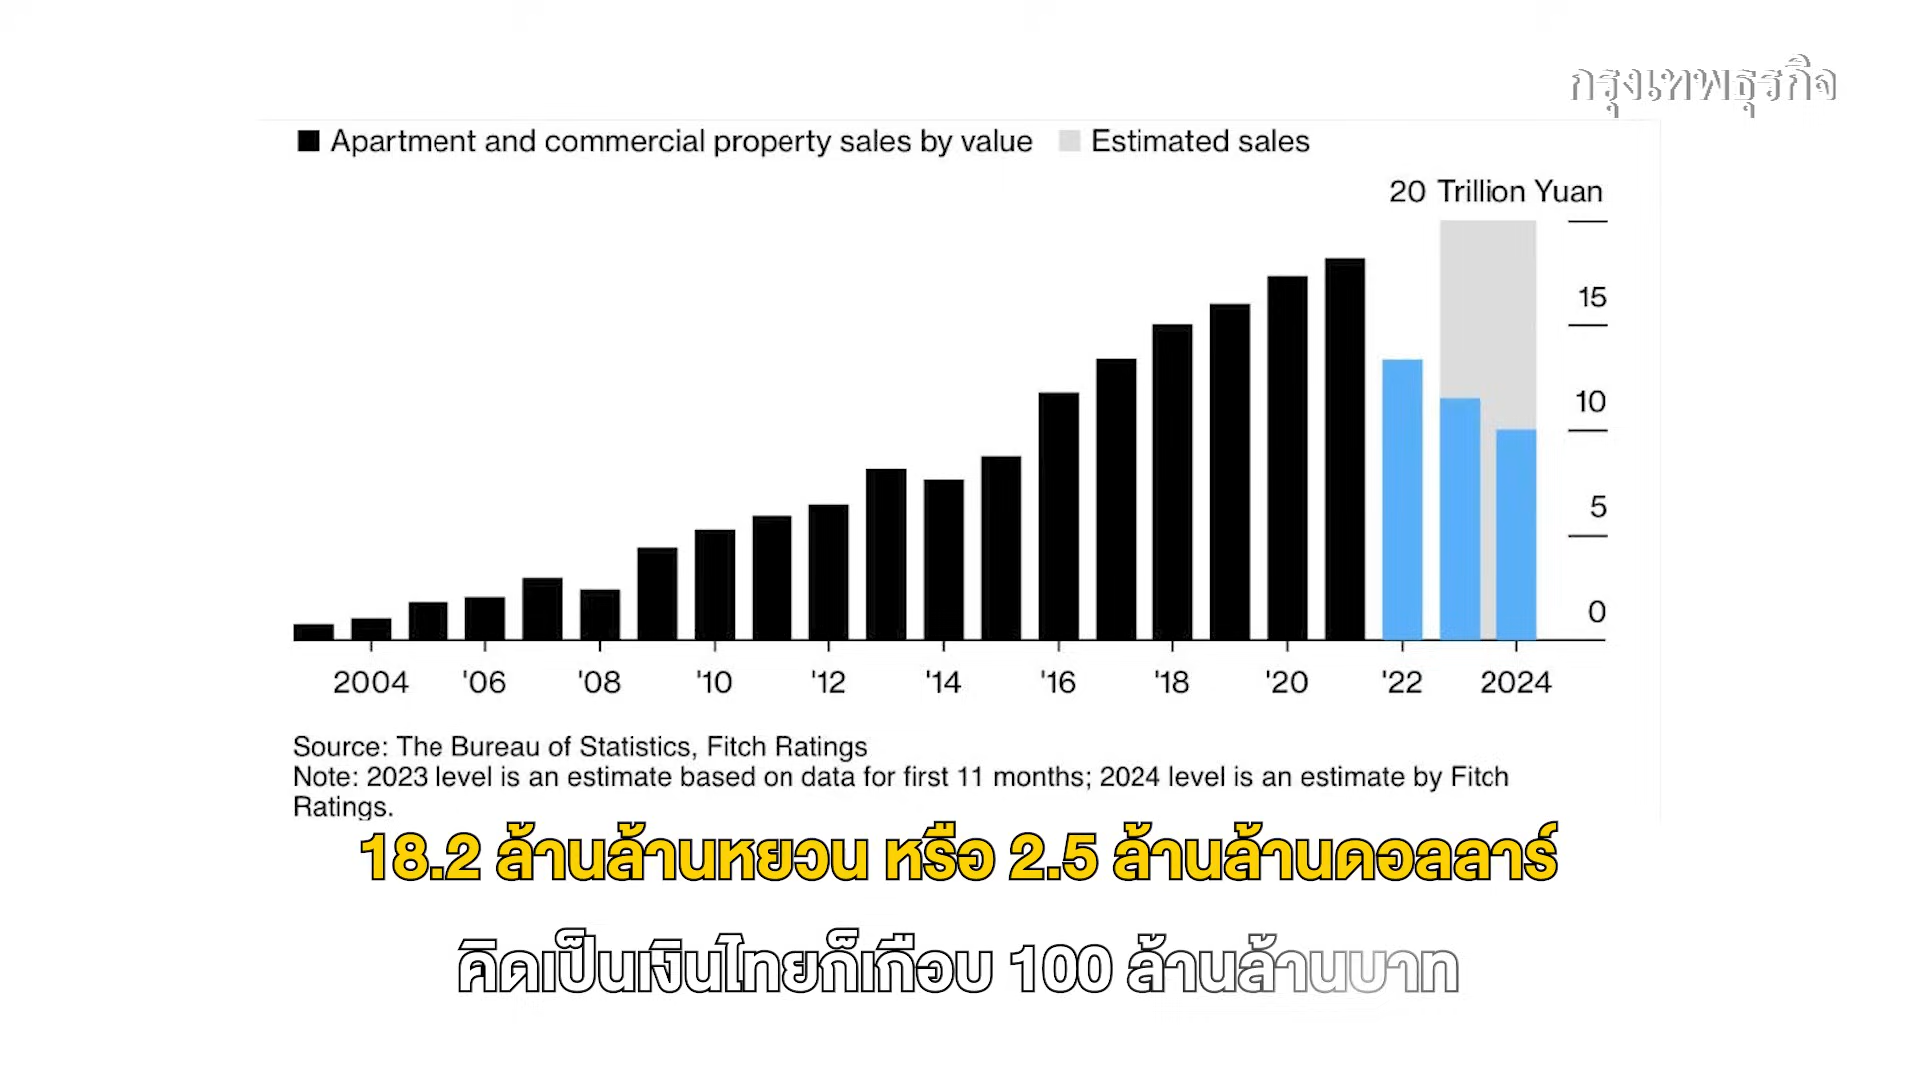 กรุงเทพธุรกิจ
Apartment and commercial property sales by value Estimated sales
20 Trillion Yuan
15
10
5
0
2004 '06 '08 '10 '12 '14 '16 '18 '20 '22 2024
Source: The Bureau of Statistics, Fitch Ratings
Note: 2023 level is an estimate based on data for first 11 months; 2024 level is an estimate by Fitch
Ratings.
18.2 ล้านล้านหยวน หรือ 2.5 ล้านล้านดอลลาร์
คิดเป็นเงินไทยก็เกือบ 100 ล้านล้านบาท